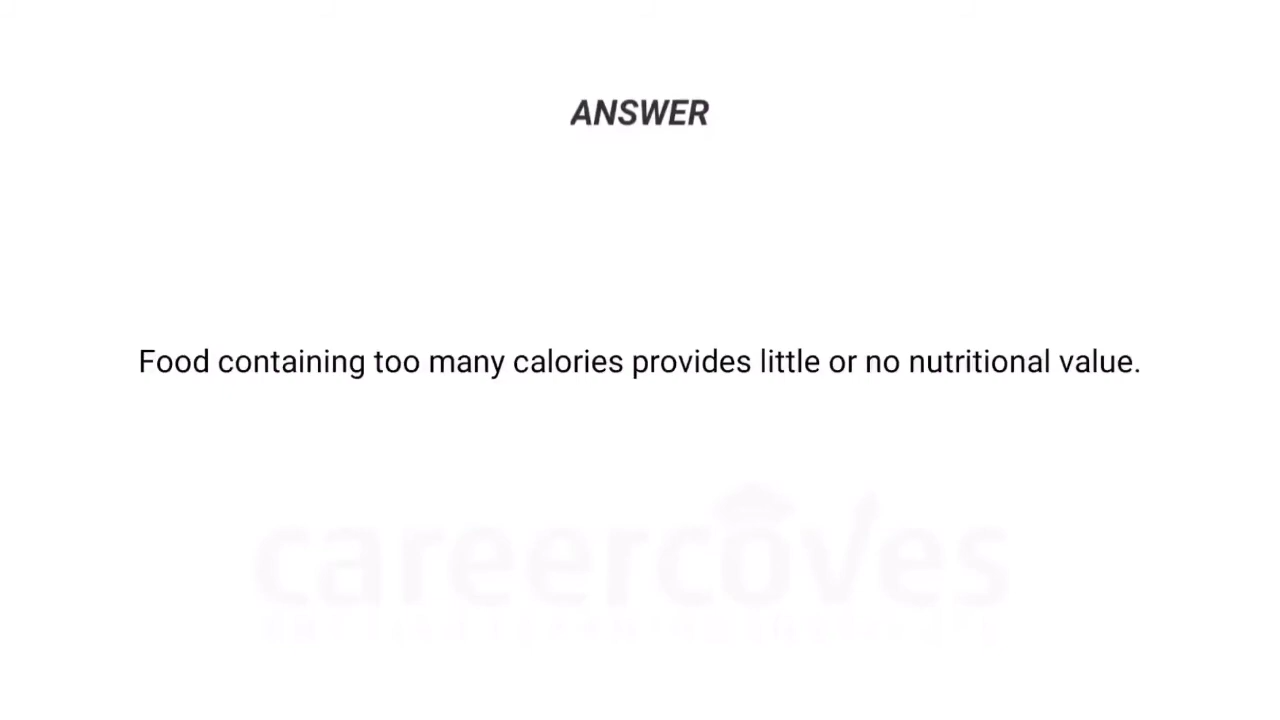 ANSWER
Food containing too many calories provides little or no nutritional value.
careercoves